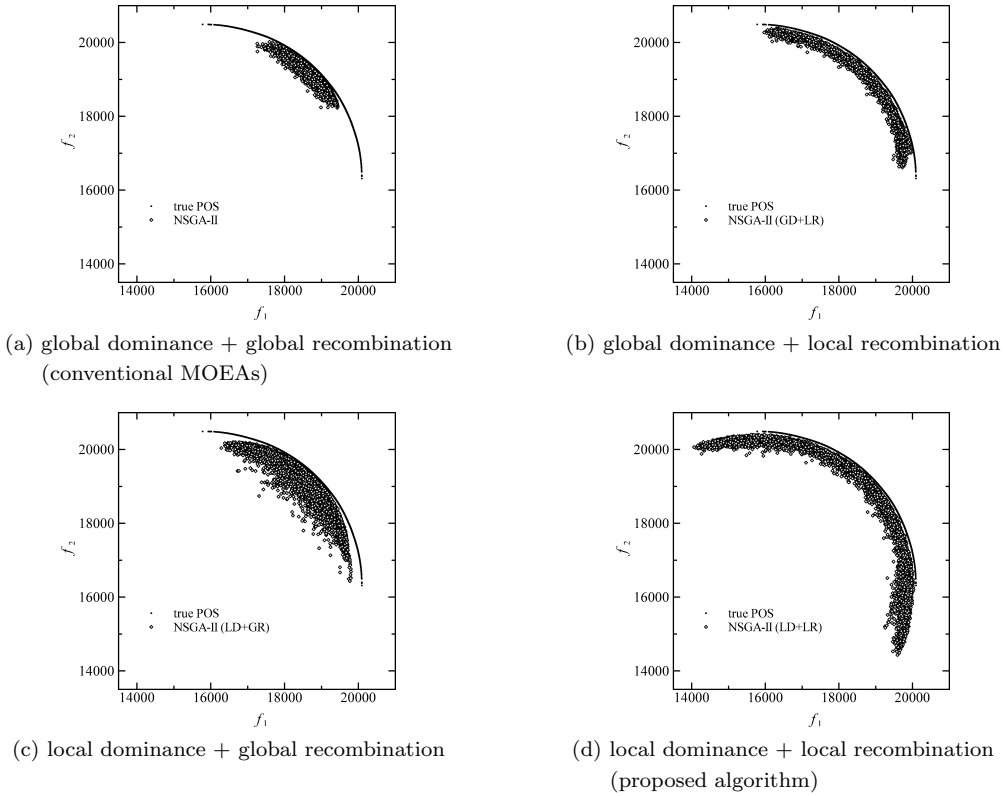 20000
18000
16000
14000
f2
true POS
NSGA-II
14000 16000 18000 20000
f1
(a) global dominance + global recombination
(conventional MOEAs)
20000
18000
16000
14000
f2
true POS
NSGA-II (GD+LR)
14000 16000 18000 20000
f1
(b) global dominance + local recombination
20000
18000
16000
14000
f2
true POS
NSGA-II (LD+GR)
14000 16000 18000 20000
f1
(c) local dominance + global recombination
20000
18000
16000
14000
f2
true POS
NSGA-II (LD+LR)
14000 16000 18000 20000
f1
(d) local dominance + local recombination
(proposed algorithm)